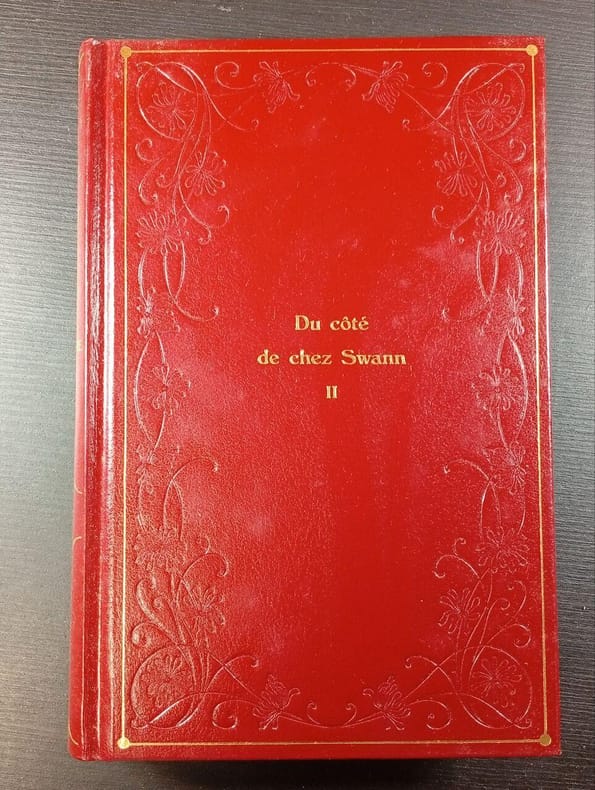 Du côté
de chez Swann
II